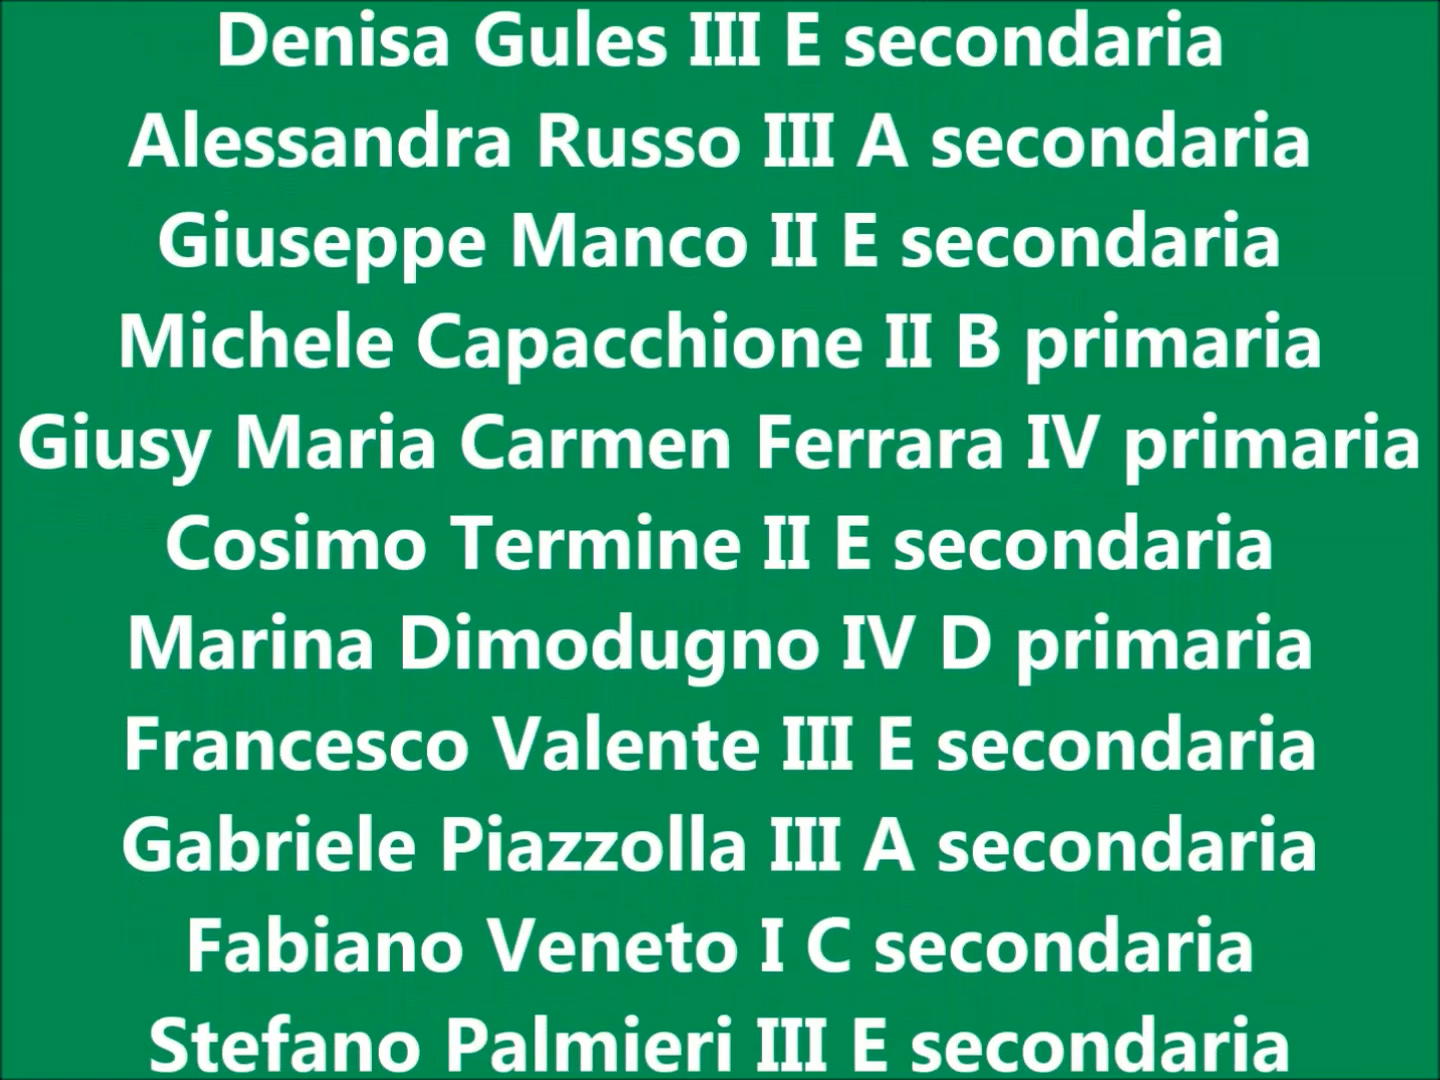 Denisa Gules III E secondaria
Alessandra Russo III A secondaria
Giuseppe Manco II E secondaria
Michele Capacchione II B primaria
Giusy Maria Carmen Ferrara IV primaria
Cosimo Termine II E secondaria
Marina Dimodugno IV D primaria
Francesco Valente III E secondaria
Gabriele Piazzolla III A secondaria
Fabiano Veneto I C secondaria
Stefano Palmieri III E secondaria